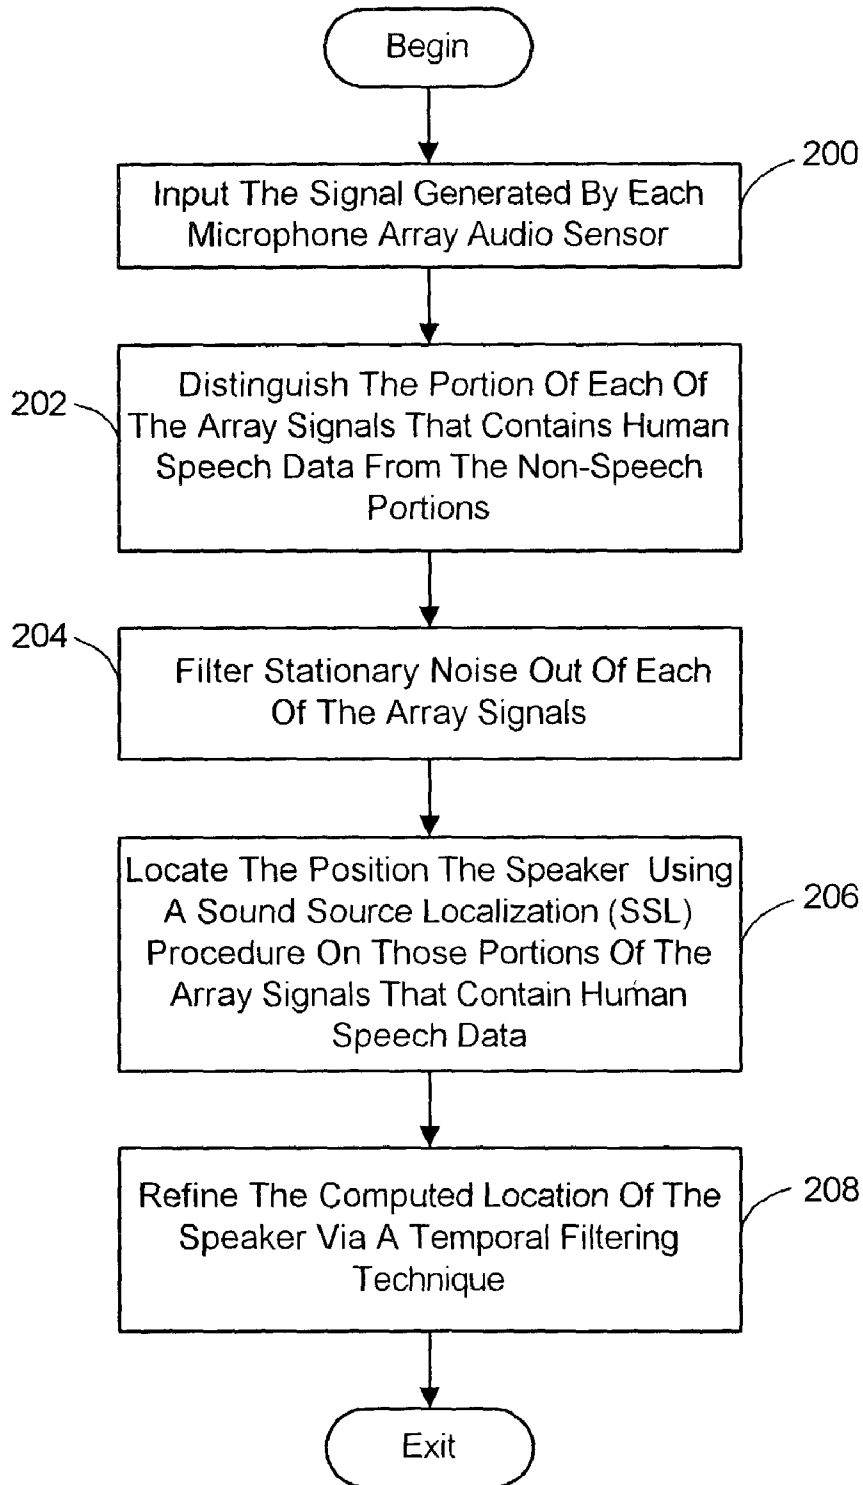 Begin
200
Input The Signal Generated By Each
Microphone Array Audio Sensor
202
Distinguish The Portion Of Each Of
The Array Signals That Contains Human
Speech Data From The Non-Speech
Portions
204
Filter Stationary Noise Out Of Each
Of The Array Signals
Locate The Position The Speaker Using
A Sound Source Localization (SSL)
Procedure On Those Portions Of The
Array Signals That Contain Human
Speech Data
206
Refine The Computed Location Of The
Speaker Via A Temporal Filtering
Technique
208
Exit